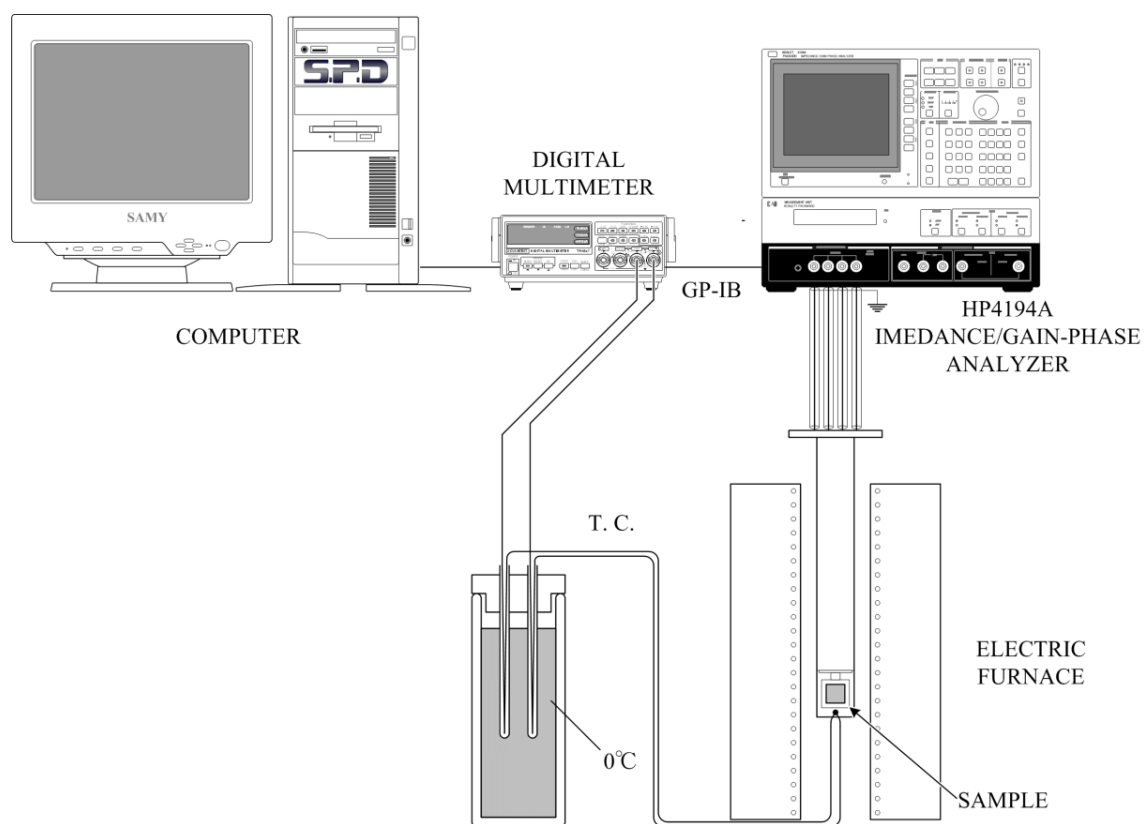 S.P.D
SAMY
DIGITAL
MULTIMETER
GP-IB
COMPUTER
HP4194A
IMEDANCE/GAIN-PHASE
ANALYZER
T. C.
ELECTRIC
FURNACE
0℃
SAMPLE